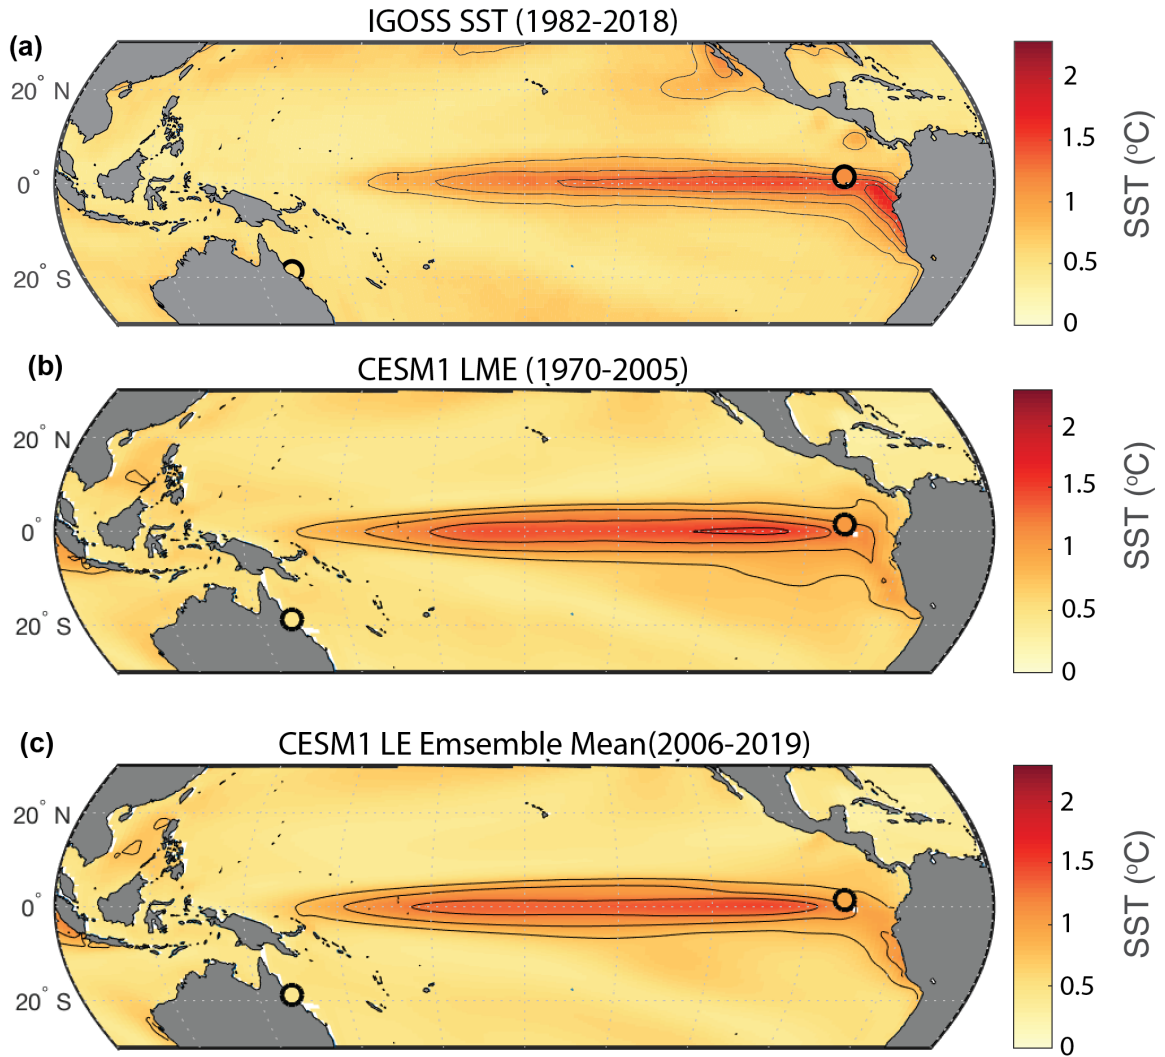 IGOSS SST (1982-2018)
(a)
20° N
0°
20° S
2
1.5
1
0.5
0
SST (°C)
CESM1 LME (1970-2005)
(b)
20° N
0°
20° S
2
1.5
1
0.5
0
SST (°C)
CESM1 LE Emsemble Mean(2006-2019)
(c)
20° N
0°
20° S
2
1.5
1
0.5
0
SST (°C)